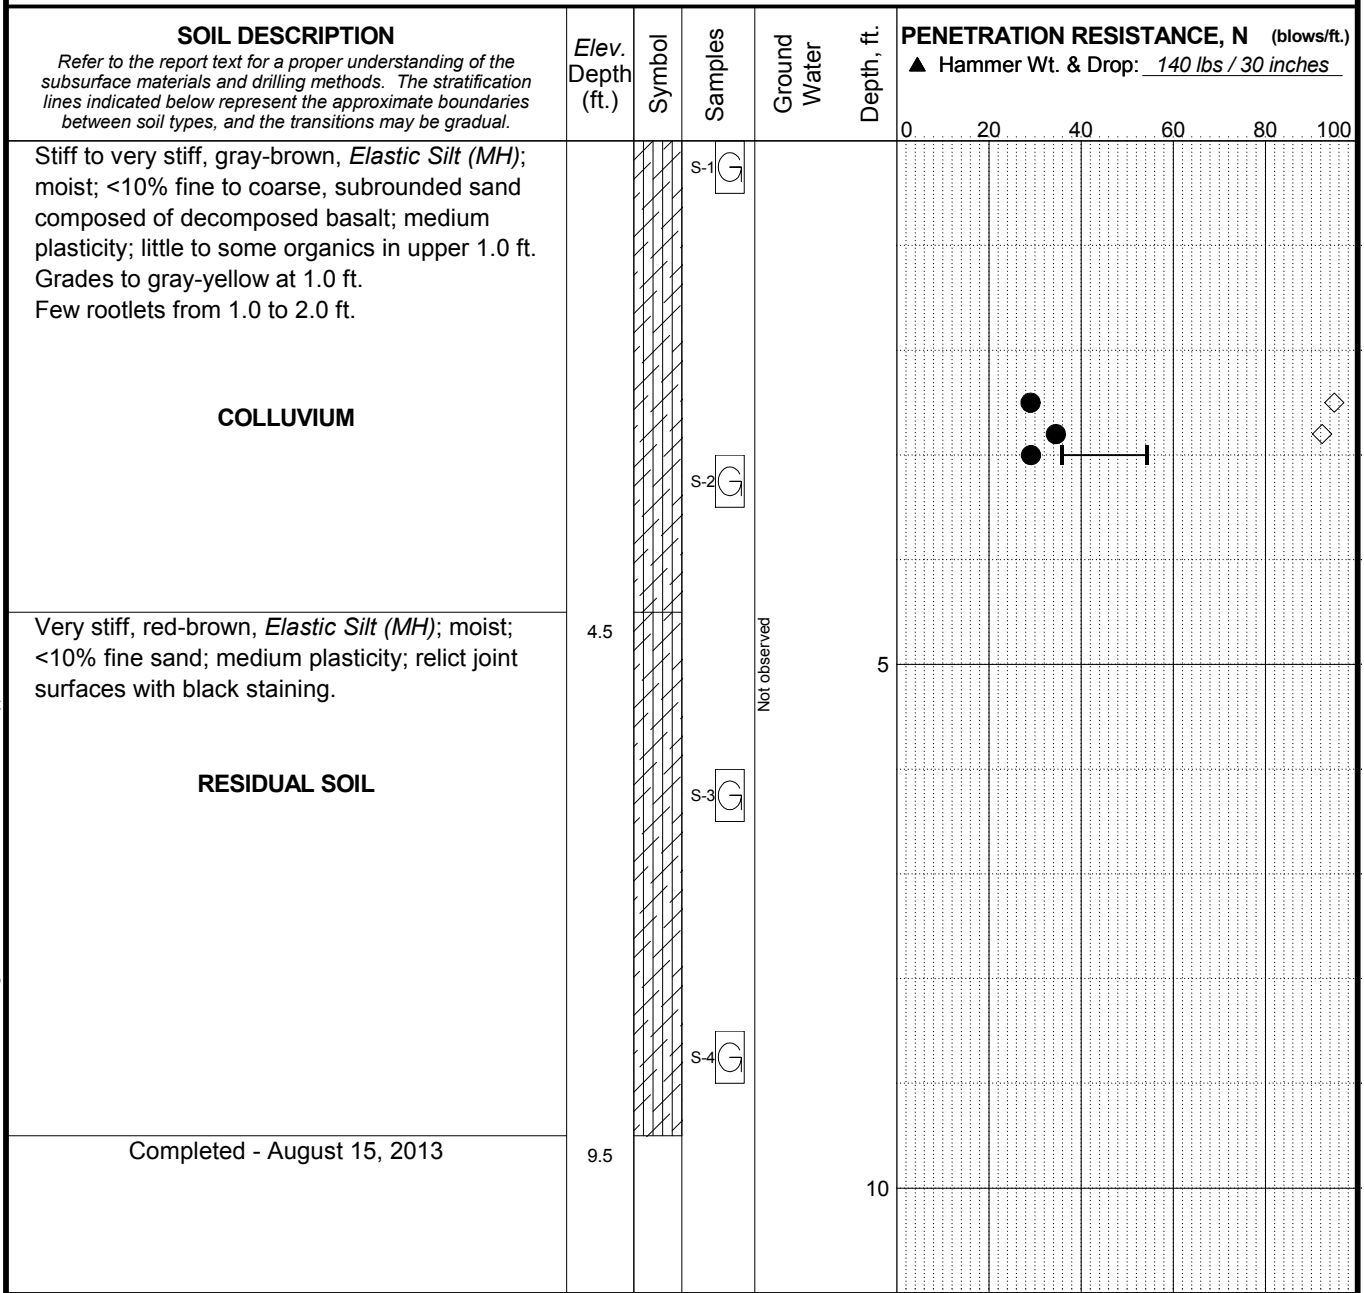 SOIL DESCRIPTION
Refer to the report text for a proper understanding of the
subsurface materials and drilling methods. The stratification
lines indicated below represent the approximate boundaries
between soil types, and the transitions may be gradual.
Elev.
Depth
(ft.)
Symbol
Samples
Ground
Water
Depth, ft.
PENETRATION RESISTANCE, N (blows/ft.)
▲ Hammer Wt. & Drop: 140 lbs / 30 inches
0 20 40 60 80 100
Stiff to very stiff, gray-brown, Elastic Silt (MH);
moist; <10% fine to coarse, subrounded sand
composed of decomposed basalt; medium
plasticity; little to some organics in upper 1.0 ft.
Grades to gray-yellow at 1.0 ft.
Few rootlets from 1.0 to 2.0 ft.
COLLUVIUM
S-1 G
S-2 G
Very stiff, red-brown, Elastic Silt (MH); moist;
<10% fine sand; medium plasticity; relict joint
surfaces with black staining.
4.5
Not observed
5
RESIDUAL SOIL
S-3 G
S-4 G
Completed - August 15, 2013
9.5
10